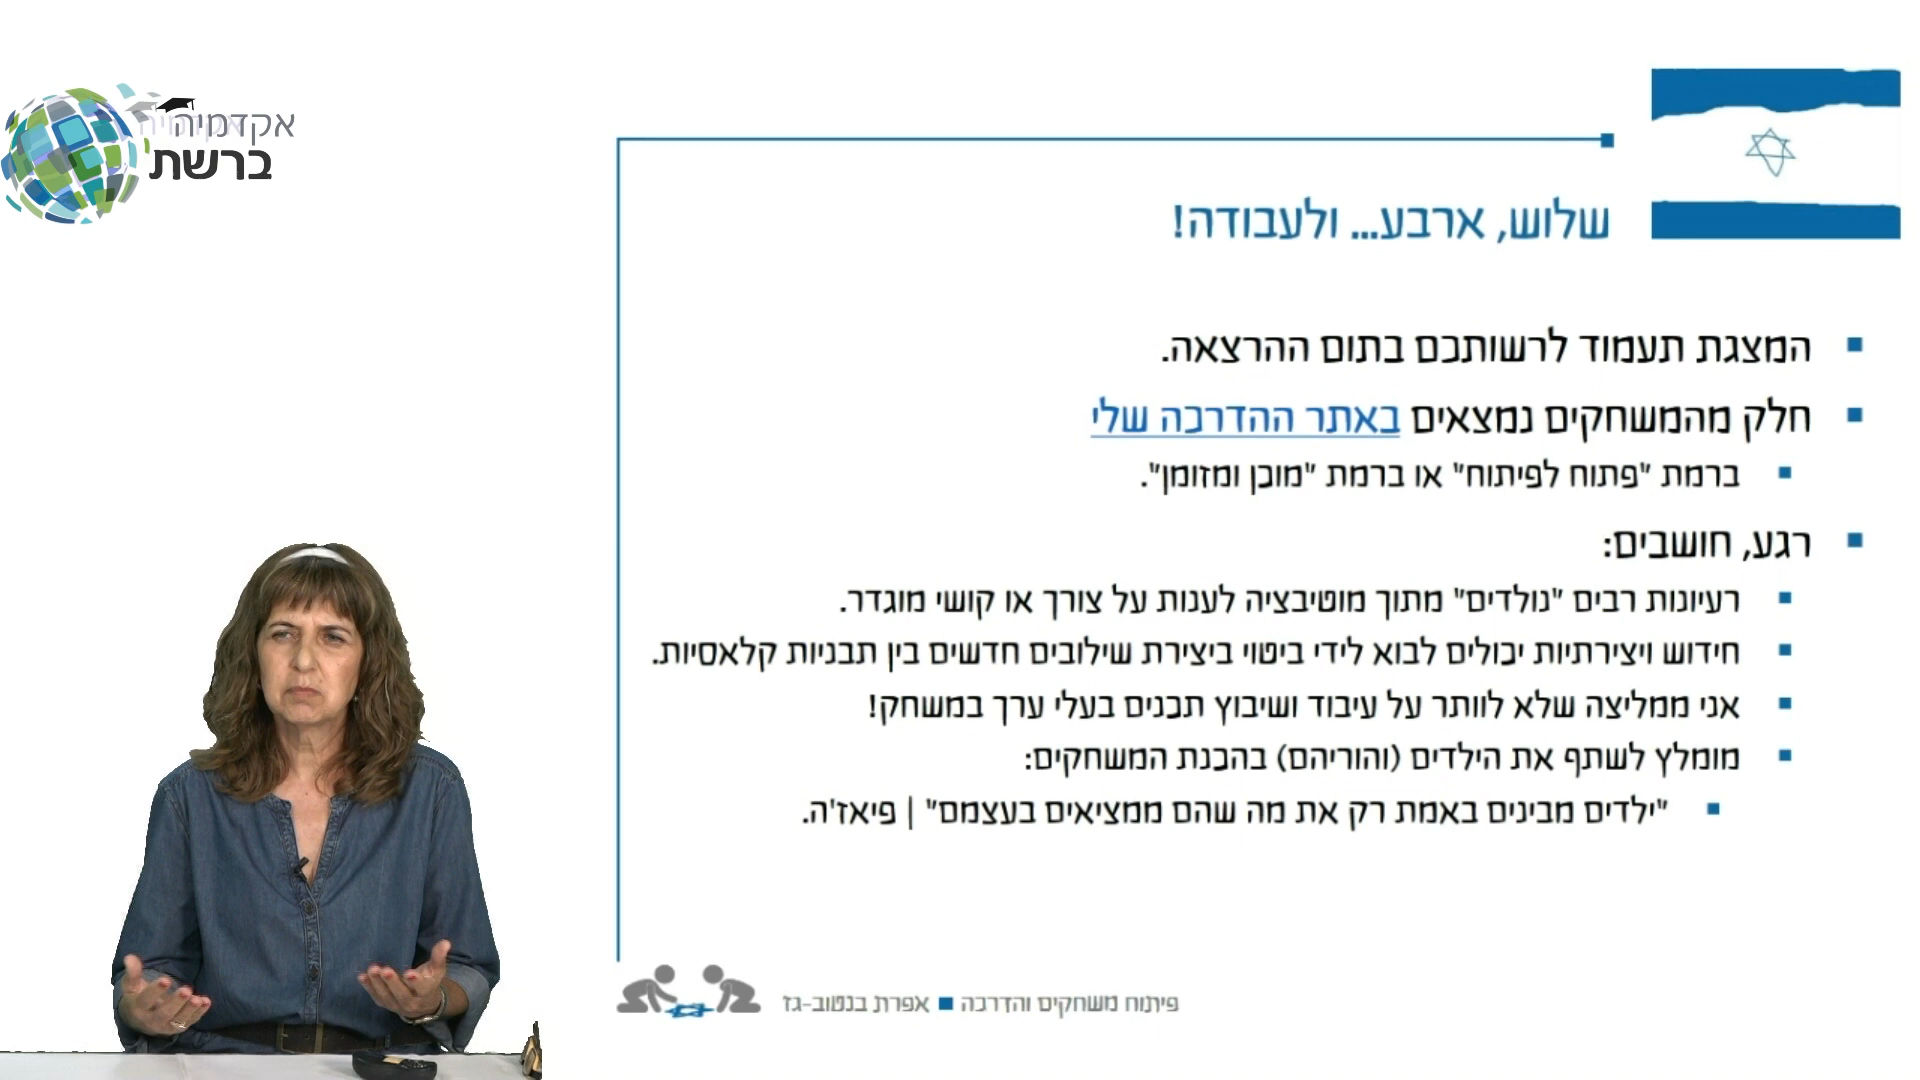 אקדמיה
ברשת
שלוש, ארבע... ולעבודה!
המצגת תעמוד לרשותכם בתום ההרצאה.
חלק מהמשחקים נמצאים באתר ההדרכה שלי
ברמת "פתוח לפיתוח" או ברמת "מוכן ומזומן".
רגע, חושבים:
רעיונות רבים "נולדים" מתוך מוטיבציה לענות על צורך או קושי מוגדר.
חידוש ויצירתיות יכולים לבוא לידי ביטוי ביצירת שילובים חדשים בין תבניות קלאסיות.
אני ממליצה שלא לוותר על עיבוד ושיבוץ תכנים בעלי ערך במשחק!
מומלץ לשתף את הילדים (והוריהם) בהכנת המשחקים:
"ילדים מבינים באמת רק את מה שהם ממציאים בעצמם" | פיאז'ה.
פיתוח משחקים והדרכה ■ אפרת בנטוב-גז